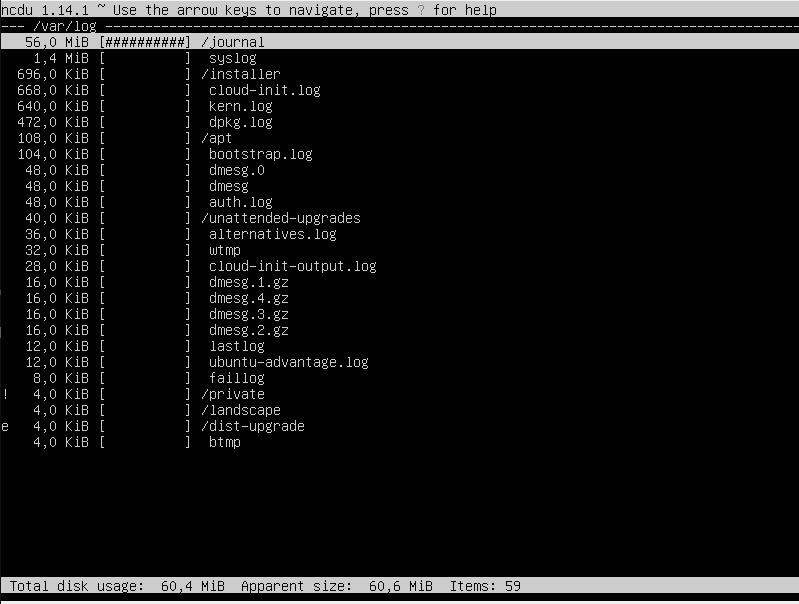 ncdu 1.14.1 ~ Use the arrow keys to navigate, press ? for help
--- /var/log ----------------------------------------------------------------------------------------
56,0 MiB [##########] /journal
1,4 MiB [          ]  syslog
696,0 KiB [          ] /installer
668,0 KiB [          ]  cloud-init.log
640,0 KiB [          ]  kern.log
472,0 KiB [          ]  dpkg.log
108,0 KiB [          ] /apt
104,0 KiB [          ]  bootstrap.log
48,0 KiB [          ]  dmesg.0
48,0 KiB [          ]  dmesg
48,0 KiB [          ]  auth.log
40,0 KiB [          ] /unattended-upgrades
36,0 KiB [          ]  alternatives.log
32,0 KiB [          ]  wtmp
28,0 KiB [          ]  cloud-init-output.log
16,0 KiB [          ]  dmesg.1.gz
16,0 KiB [          ]  dmesg.4.gz
16,0 KiB [          ]  dmesg.3.gz
16,0 KiB [          ]  dmesg.2.gz
12,0 KiB [          ]  lastlog
12,0 KiB [          ]  ubuntu-advantage.log
8,0 KiB [          ]  faillog
! 4,0 KiB [          ] /private
4,0 KiB [          ] /landscape
e 4,0 KiB [          ] /dist-upgrade
4,0 KiB [          ]  btmp
Total disk usage:  60,4 MiB  Apparent size:  60,6 MiB  Items: 59